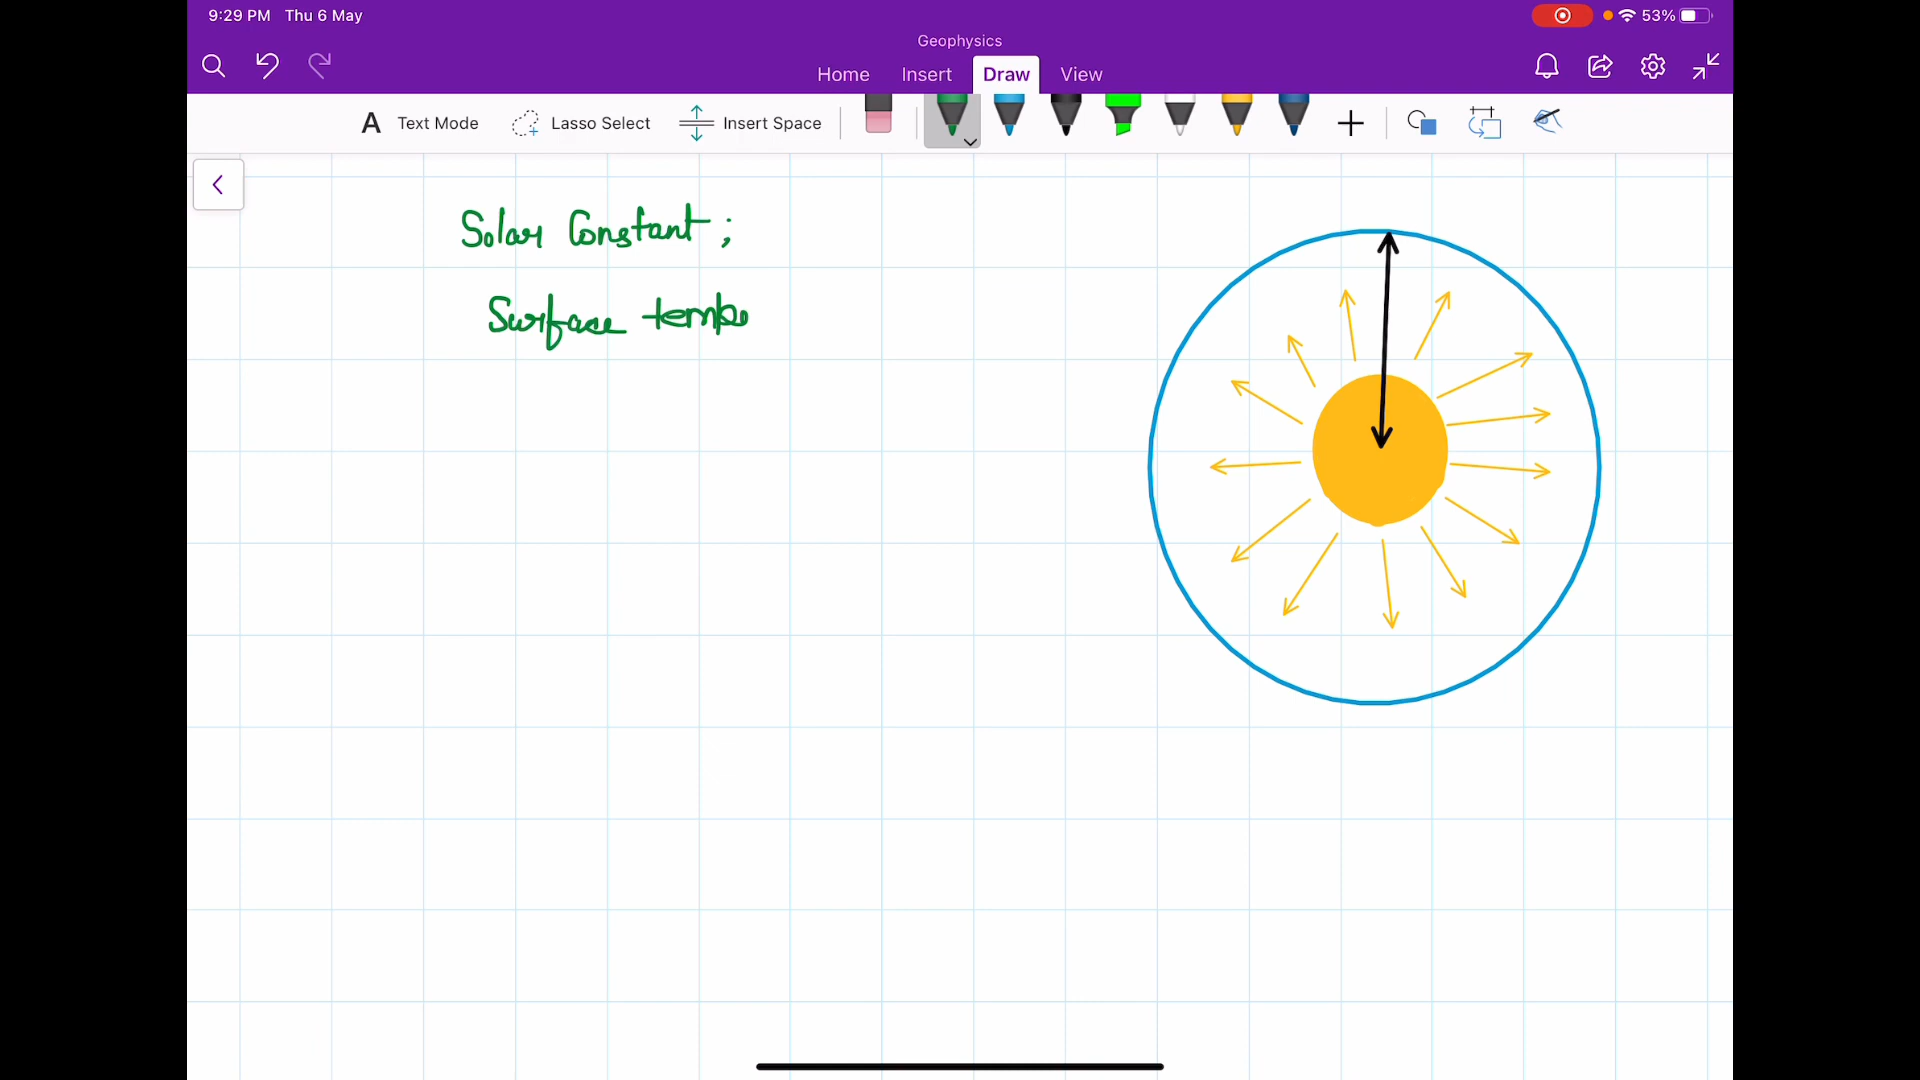 9:29 PM Thu 6 May
53%
Geophysics
Home Insert Draw View
A Text Mode Lasso Select Insert Space
Solar Constant ;
Surface